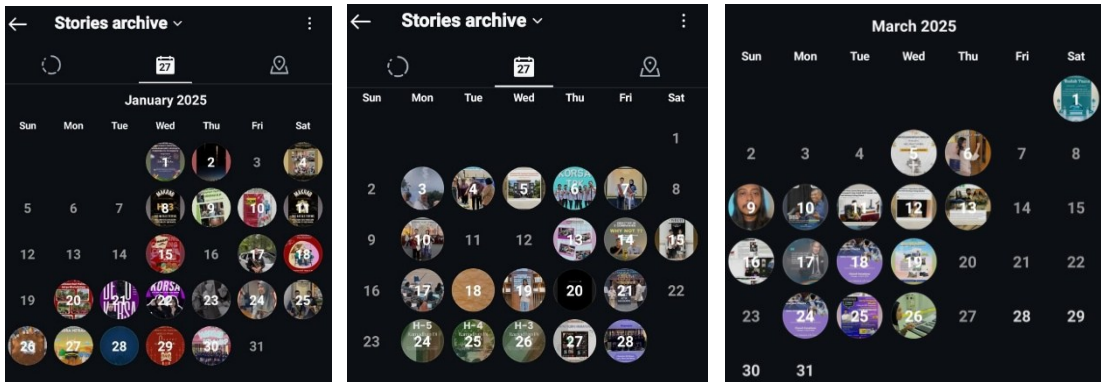 Stories archive
27
January 2025
Sun Mon Tue Wed Thu Fri Sat
1 2 3 4
5 6 7 8 9 10 11
12 13 14 15 16 17 18
19 20 21 22 23 24 25
26 27 28 29 30 31
Stories archive
27
Sun Mon Tue Wed Thu Fri Sat
1
2 3 4 5 6 7 8
9 10 11 12 13 14 15
16 17 18 19 20 21 22
H-5 H-4 H-3
23 24 25 26 27 28
March 2025
Sun Mon Tue Wed Thu Fri Sat
1
2 3 4 5 6 7 8
9 10 11 12 13 14 15
16 17 18 19 20 21 22
23 24 25 26 27 28 29
30 31